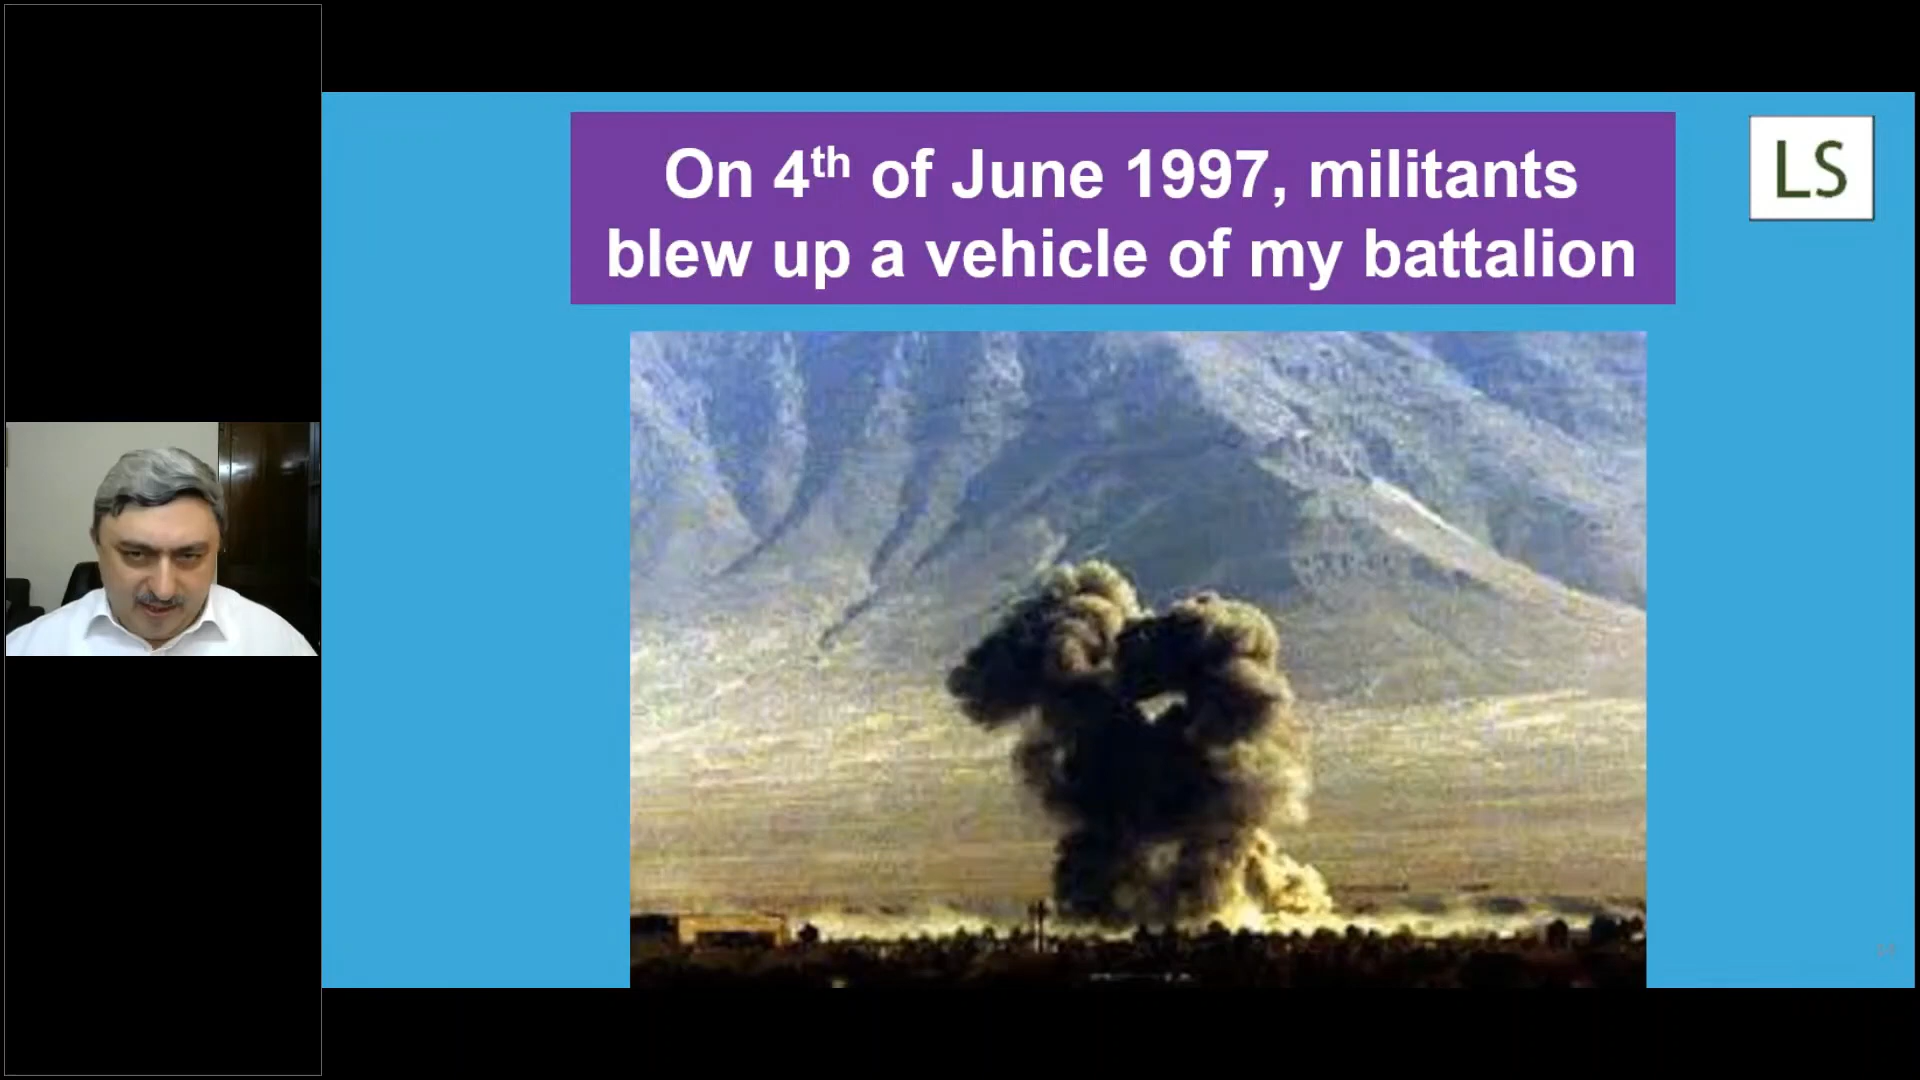 On 4th of June 1997, militants
blew up a vehicle of my battalion
LS